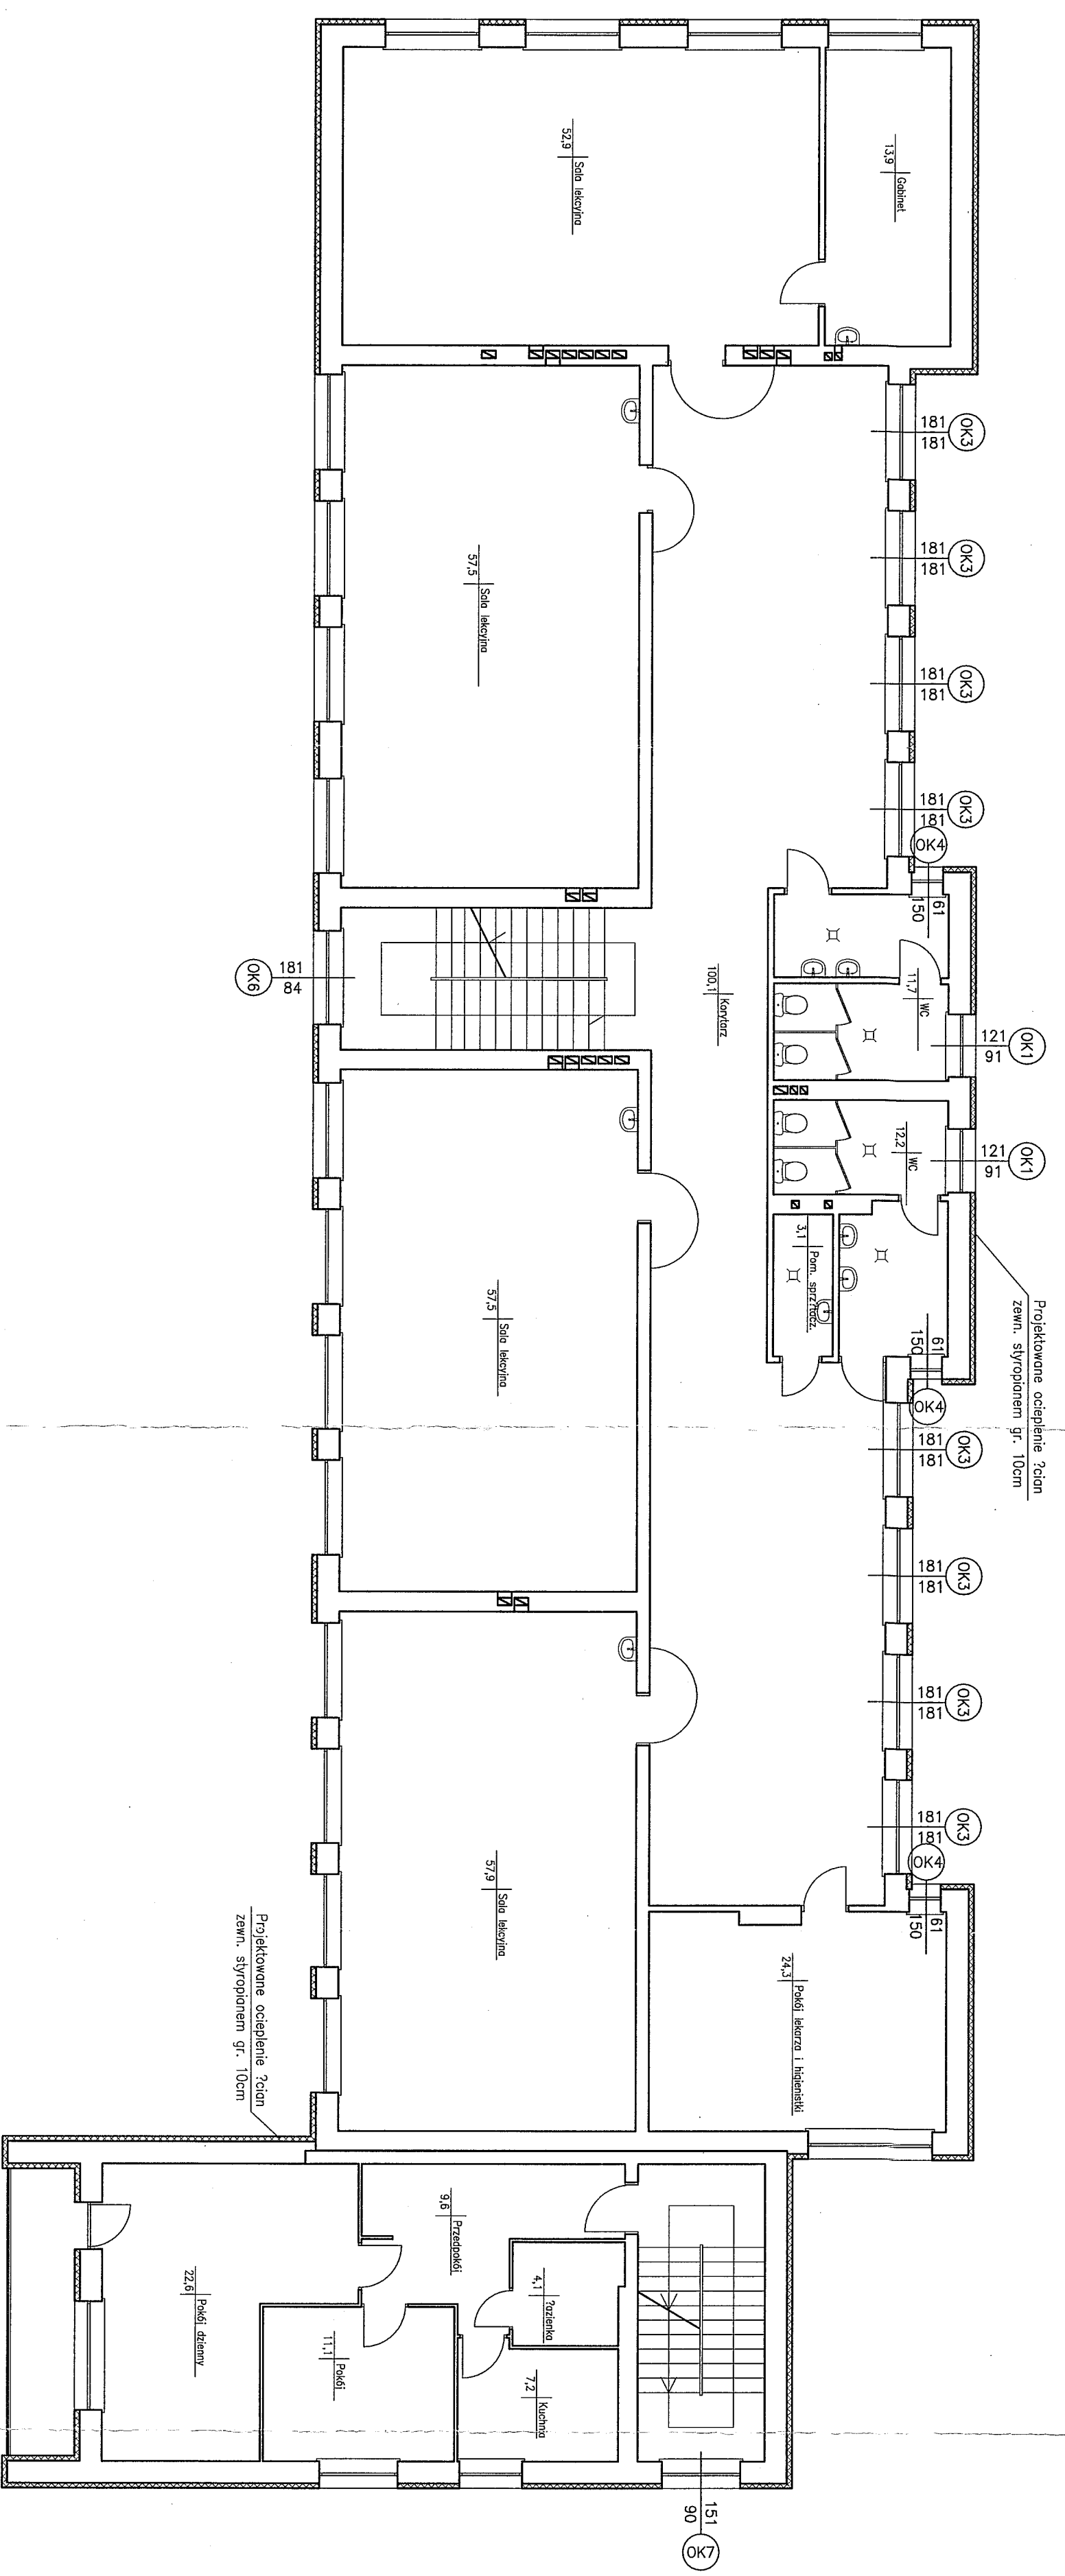 Gabinet
13,9
Sala lekcyjna
52,9
OK3
181
181
OK3
181
181
OK3
181
181
OK3
181
181
OK4
61
150
Sala lekcyjna
57,5
OK6
181
84
Korytarz
100,1
WC
11,7
OK1
121
91
WC
12,2
OK1
121
91
Pom. sprz?tacz.
3,1
Projektowane ocieplenie ?cian
zewn. styropianem gr. 10cm
61
150
OK4
OK3
181
181
OK3
181
181
OK3
181
181
OK3
181
181
OK4
61
150
Sala lekcyjna
57,5
Sala lekcyjna
57,9
Pokój lekarza i higienistki
24,3
Projektowane ocieplenie ?cian
zewn. styropianem gr. 10cm
Przedpokój
9,6
?azienka
4,1
Pokój dzienny
22,6
Pokój
11,1
Kuchnia
7,2
151
90
OK7